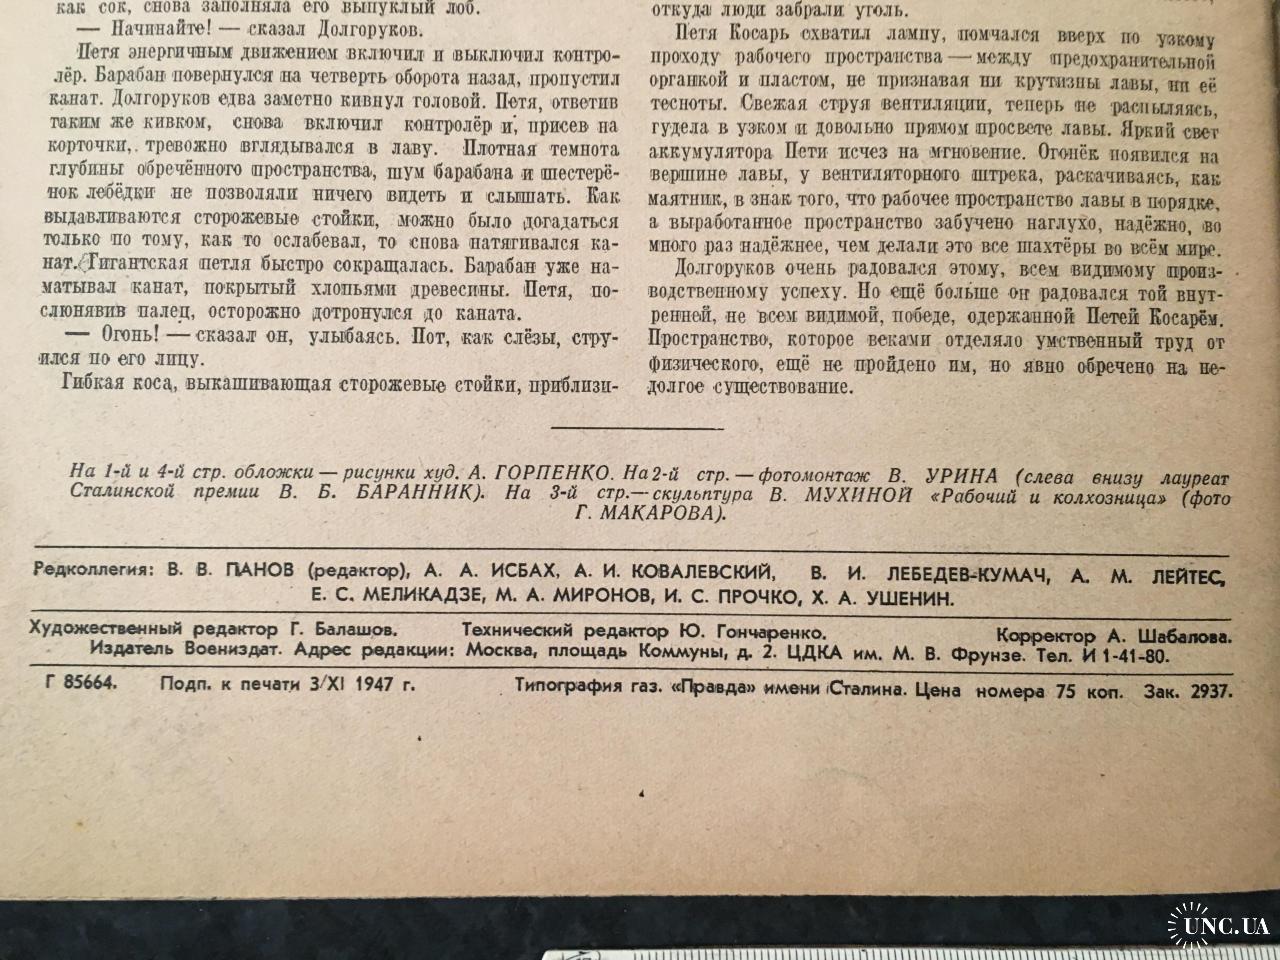 как сок, снова заполняла его выпуклый лоб.
— Начинайте! — сказал Долгоруков.
Петя энергичным движением включил и выключил контро-
лёр. Барабан повернулся на четверть оборота назад, пропустил
канат. Долгоруков едва заметно кивнул головой. Петя, ответив
таким же кивком, снова включил контролёр и, присев на
корточки, тревожно вглядывался в лаву. Плотная темнота
глубины обречённого пространства, шум барабана и шестерё-
нок лебёдки не позволяли ничего видеть и слышать. Как
выдавливаются сторожевые стойки, можно было догадаться
только по тому, как то ослабевал, то снова натягивался ка-
нат. Гигантская петля быстро сокращалась. Барабан уже на-
матывал канат, покрытый хлопьями древесины. Петя, по-
слюнявив палец, осторожно дотронулся до каната.
— Огонь! — сказал он, улыбаясь. Пот, как слёзы, стру-
ился по его лицу.
Гибкая коса, выкашивающая сторожевые стойки, приблизи-
откуда люди забрали уголь.
Петя Косарь схватил лампу, помчался вверх по узкому
проходу рабочего пространства — между предохранительной
органкой и пластом, не признавая ни крутизны лавы, ни её
тесноты. Свежая струя вентиляции, теперь не распыляясь,
гудела в узком и довольно прямом просвете лавы. Яркий свет
аккумулятора Пети исчез на мгновение. Огонёк появился на
вершине лавы, у вентиляторного штрека, раскачиваясь, как
маятник, в знак того, что рабочее пространство лавы в порядке,
а выработанное пространство забучено наглухо, надёжно, во
много раз надёжнее, чем делали это все шахтёры во всём мире.
Долгоруков очень радовался этому, всем видимому произ-
водственному успеху. Но ещё больше он радовался той внут-
ренней, не всем видимой, победе, одержанной Петей Косарём.
Пространство, которое веками отделяло умственный труд от
физического, ещё не пройдено им, но явно обречено на не-
долгое существование.
На 1-й и 4-й стр. обложки — рисунки худ. А. ГОРПЕНКО. На 2-й стр. — фотомонтаж В. УРИНА (слева внизу лауреат
Сталинской премии В. Б. БАРАННИК). На 3-й стр.— скульптура В. МУХИНОЙ «Рабочий и колхозница» (фото
Г. МАКАРОВА).
Редколлегия: В. В. ПАНОВ (редактор), А. А. ИСБАХ, А. И. КОВАЛЕВСКИЙ, В. И. ЛЕБЕДЕВ-КУМАЧ, А. М. ЛЕЙТЕС,
Е. С. МЕЛИКАДЗЕ, М. А. МИРОНОВ, И. С. ПРОЧКО, Х. А. УШЕНИН.
Художественный редактор Г. Балашов. Технический редактор Ю. Гончаренко. Корректор А. Шабалова.
Издатель Воениздат. Адрес редакции: Москва, площадь Коммуны, д. 2. ЦДКА им. М. В. Фрунзе. Тел. И 1-41-80.
Г 85664. Подп. к печати 3/XI 1947 г. Типография газ. «Правда» имени Сталина. Цена номера 75 коп. Зак. 2937.
UNC.UA